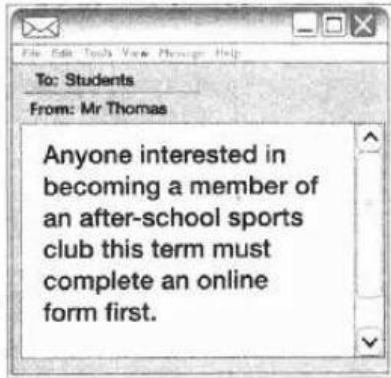 File Edit Tools View Message Help
To: Students
From: Mr Thomas
Anyone interested in
becoming a member of
an after-school sports
club this term must
complete an online
form first.